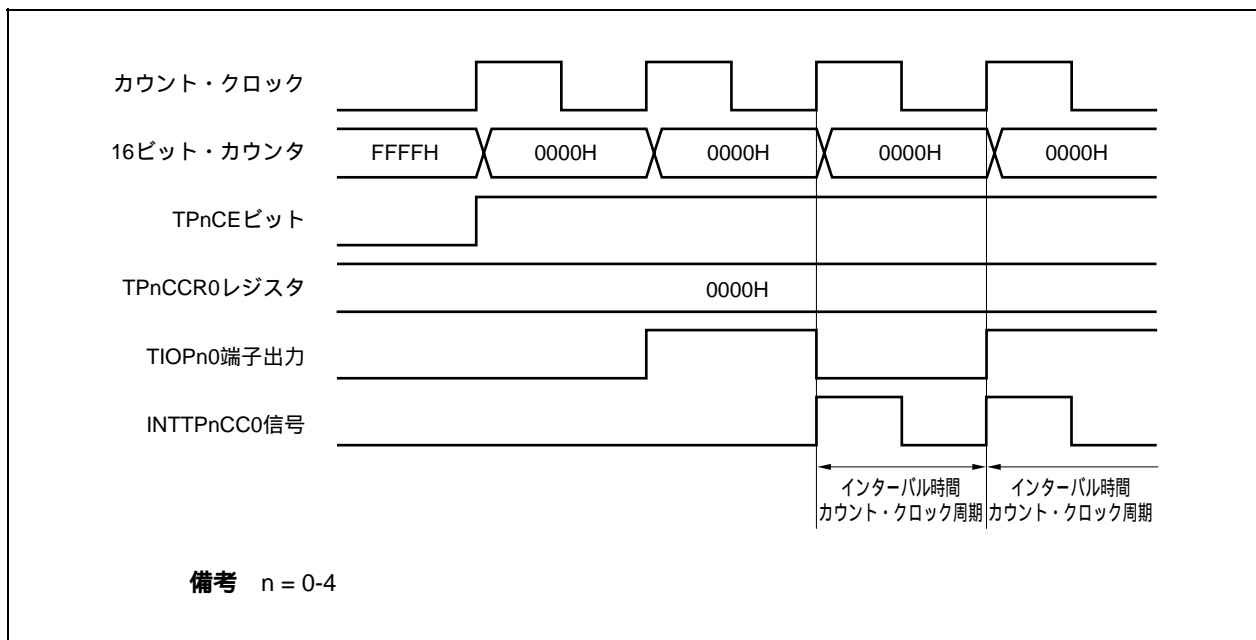 カウント・クロック
16ビット・カウンタ
FFFFH
0000H
0000H
0000H
0000H
TPnCEビット
TPnCCR0レジスタ
0000H
TIOPn0端子出力
INTTPnCC0信号
インターバル時間
カウント・クロック周期
インターバル時間
カウント・クロック周期
備考 n = 0-4